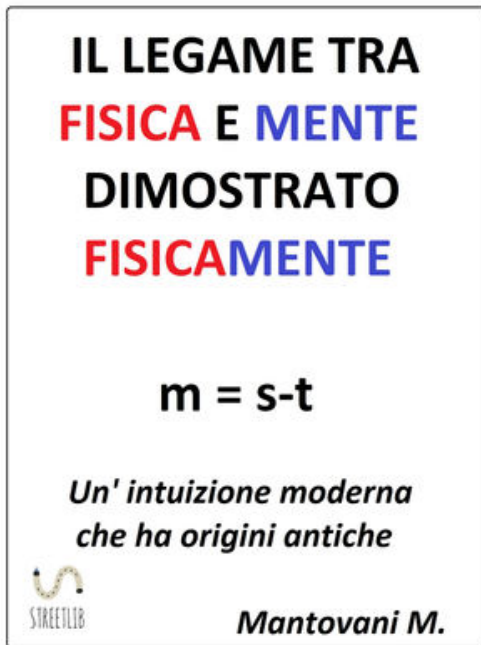 IL LEGAME TRA
FISICA E MENTE
DIMOSTRATO
FISICAMENTE
m = s-t
Un' intuizione moderna
che ha origini antiche
STREETLIB
Mantovani M.